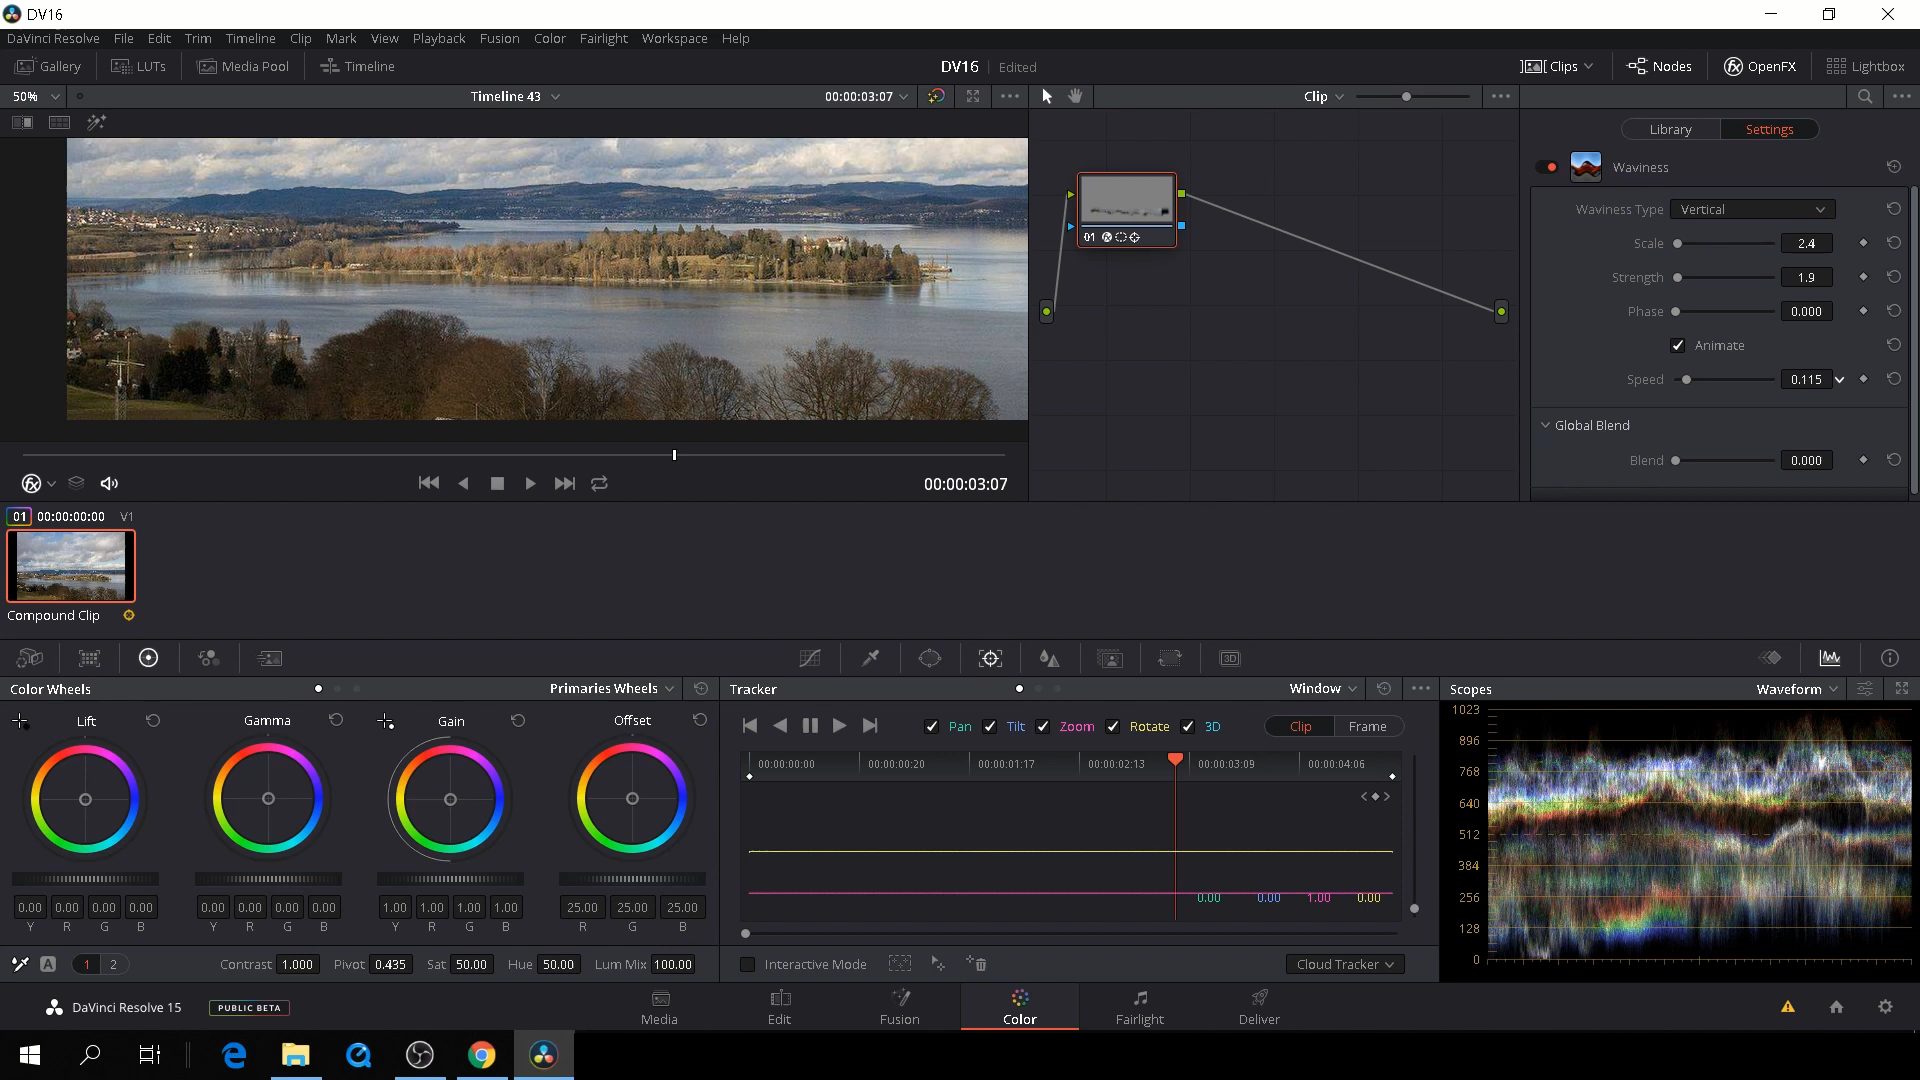 DV16
DaVinci Resolve File Edit Trim Timeline Clip Mark View Playback Fusion Color Fairlight Workspace Help
Gallery LUTs Media Pool Timeline DV16 Edited Clips Nodes OpenFX Lightbox
50% Timeline 43 00:00:03:07 Clip
Library Settings
Waviness
Waviness Type Vertical
Scale 2.4
Strength 1.9
Phase 0.000
Animate
Speed 0.115
Global Blend
Blend 0.000
01
00:00:03:07
01 00:00:00:00 V1
Compound Clip
3D
Color Wheels Primaries Wheels
Lift Gamma Gain Offset
0.00 0.00 0.00 0.00 0.00 0.00 0.00 0.00 1.00 1.00 1.00 1.00 25.00 25.00 25.00
Y R G B Y R G B Y R G B R G B
A 1 2 Contrast 1.000 Pivot 0.435 Sat 50.00 Hue 50.00 Lum Mix 100.00
Tracker Window
Pan Tilt Zoom Rotate 3D Clip Frame
00:00:00:00 00:00:00:20 00:00:01:17 00:00:02:13 00:00:03:09 00:00:04:06
0.00 0.00 1.00 0.00
Interactive Mode Cloud Tracker
Scopes Waveform
1023
896
768
640
512
384
256
128
0
DaVinci Resolve 15 PUBLIC BETA Media Edit Fusion Color Fairlight Deliver